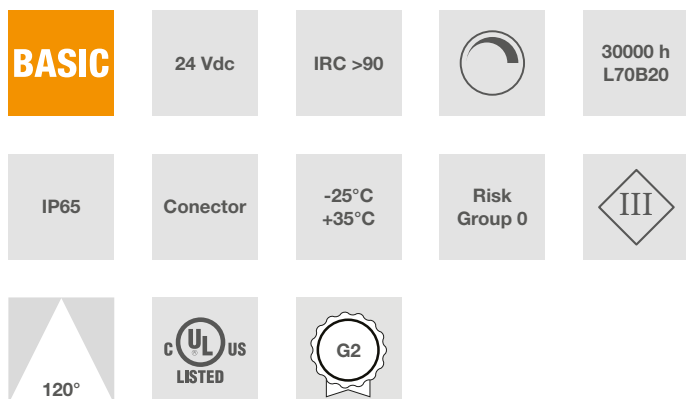 BASIC
24 Vdc
IRC >90
30000 h
L70B20
IP65
Conector
-25°C
+35°C
Risk
Group 0
III
120°
C UL® US
LISTED
G2